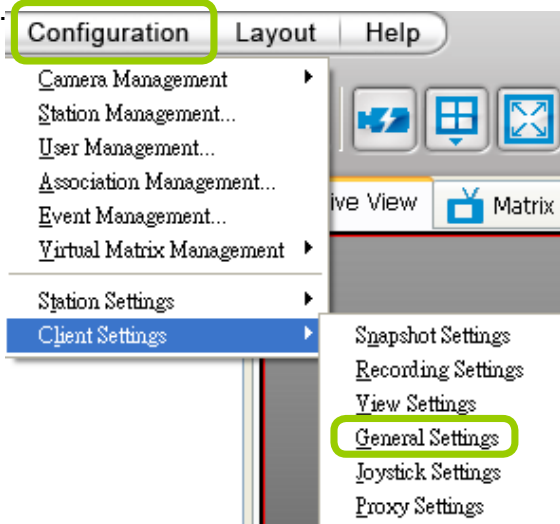 Configuration Layout Help
Camera Management
Station Management...
User Management...
Association Management...
Event Management...
Virtual Matrix Management
ive View Matrix
Station Settings
Client Settings
Snapshot Settings
Recording Settings
View Settings
General Settings
Joystick Settings
Proxy Settings